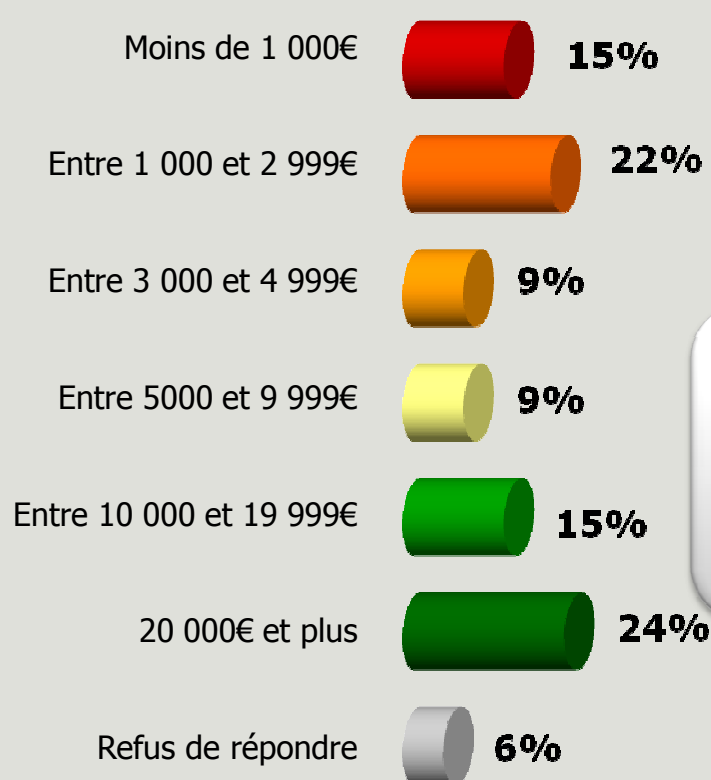 Moins de 1 000€ 15%
Entre 1 000 et 2 999€ 22%
Entre 3 000 et 4 999€ 9%
Entre 5000 et 9 999€ 9%
Entre 10 000 et 19 999€ 15%
20 000€ et plus 24%
Refus de répondre 6%